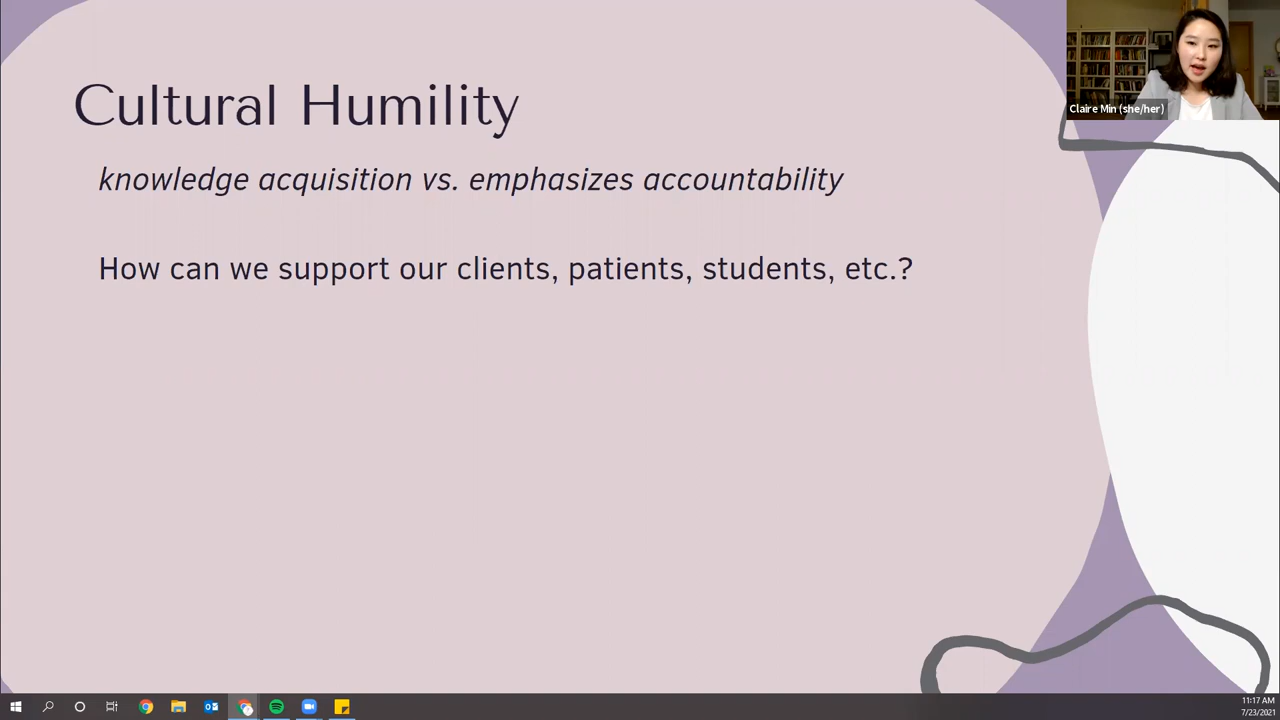 Cultural Humility
knowledge acquisition vs. emphasizes accountability
How can we support our clients, patients, students, etc.?
Claire Min (she/her)
11:17 AM
7/23/2021